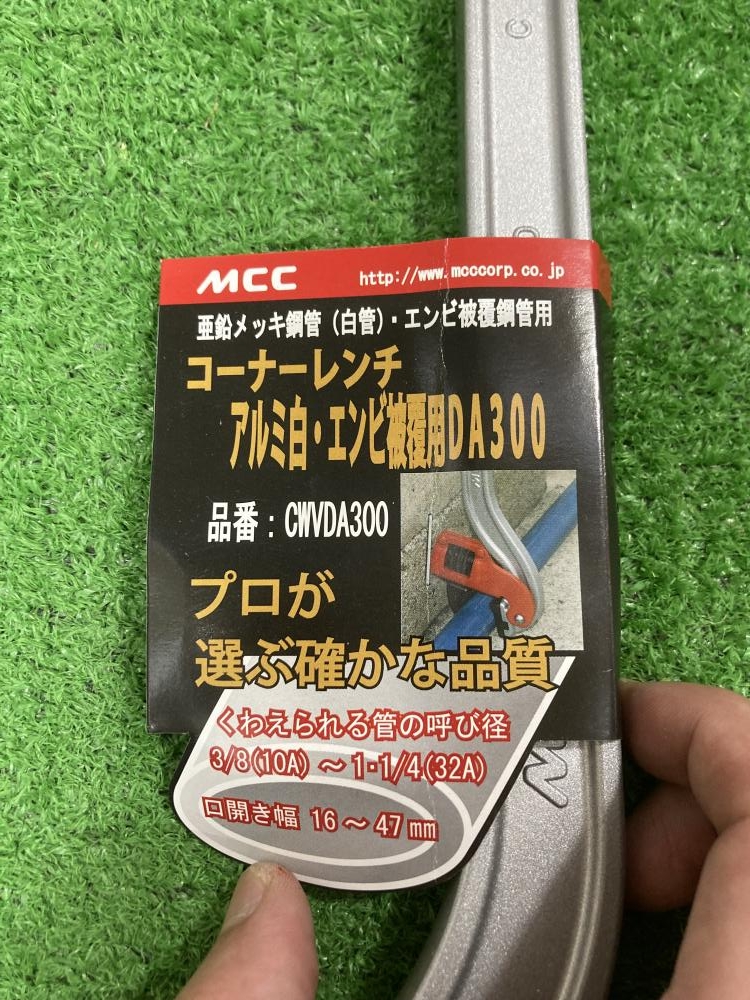 C
MCC
http://www.mcccorp.co.jp
亜鉛メッキ鋼管（白管）・エンビ被覆鋼管用
コーナーレンチ
アルミ白・エンビ被覆用DA300
品番：CWVDA300
プロが
選ぶ確かな品質
くわえられる管の呼び径
3/8(10A)～1・1/4(32A)
口開き幅 16～47mm